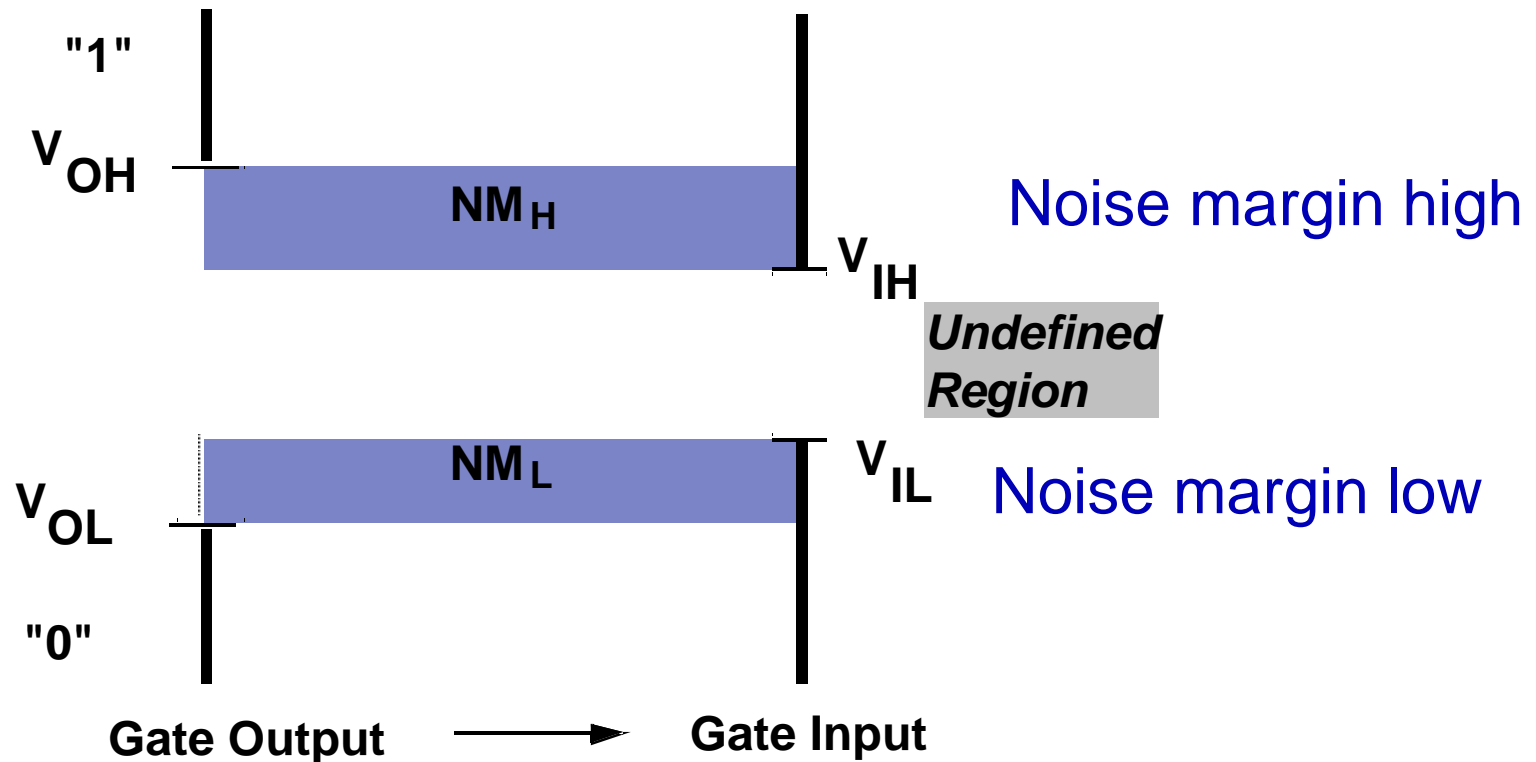 "1"
VOH
NMH
Noise margin high
VIH
Undefined
Region
NML
VIL
Noise margin low
VOL
"0"
Gate Output
Gate Input